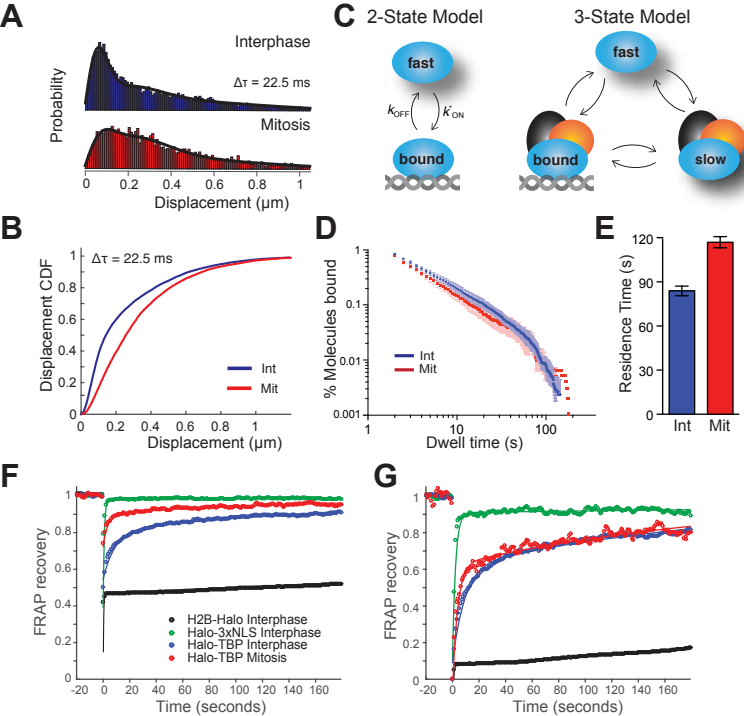 A
Interphase
Δτ = 22.5 ms
Mitosis
Probability
0 0.2 0.4 0.6 0.8 1
Displacement (µm)
B
Δτ = 22.5 ms
Displacement CDF
1
0.8
0.6
0.4
0.2
0
Int
Mit
0 0.2 0.4 0.6 0.8 1
Displacement (µm)
C
2-State Model
fast
kOFF
k*ON
bound
3-State Model
fast
bound
slow
D
% Molecules bound
1
0.1
0.01
0.001
Int
Mit
1 10 100
Dwell time (s)
E
Residence Time (s)
120
90
60
30
0
Int Mit
F
FRAP recovery
1
0.8
0.6
0.4
0.2
0
H2B-Halo Interphase
Halo-3xNLS Interphase
Halo-TBP Interphase
Halo-TBP Mitosis
-20 0 20 40 60 80 100 120 160
Time (seconds)
G
FRAP recovery
1
0.8
0.6
0.4
0.2
0
-20 0 20 40 60 80 100 120 160
Time (seconds)